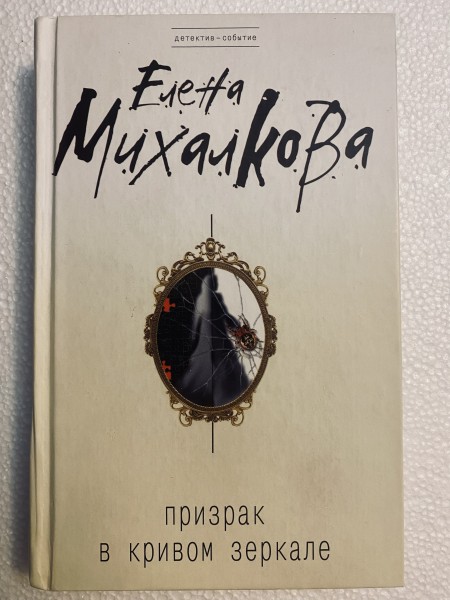 детектив-событие
Елена
Михалкова
призрак
в кривом зеркале